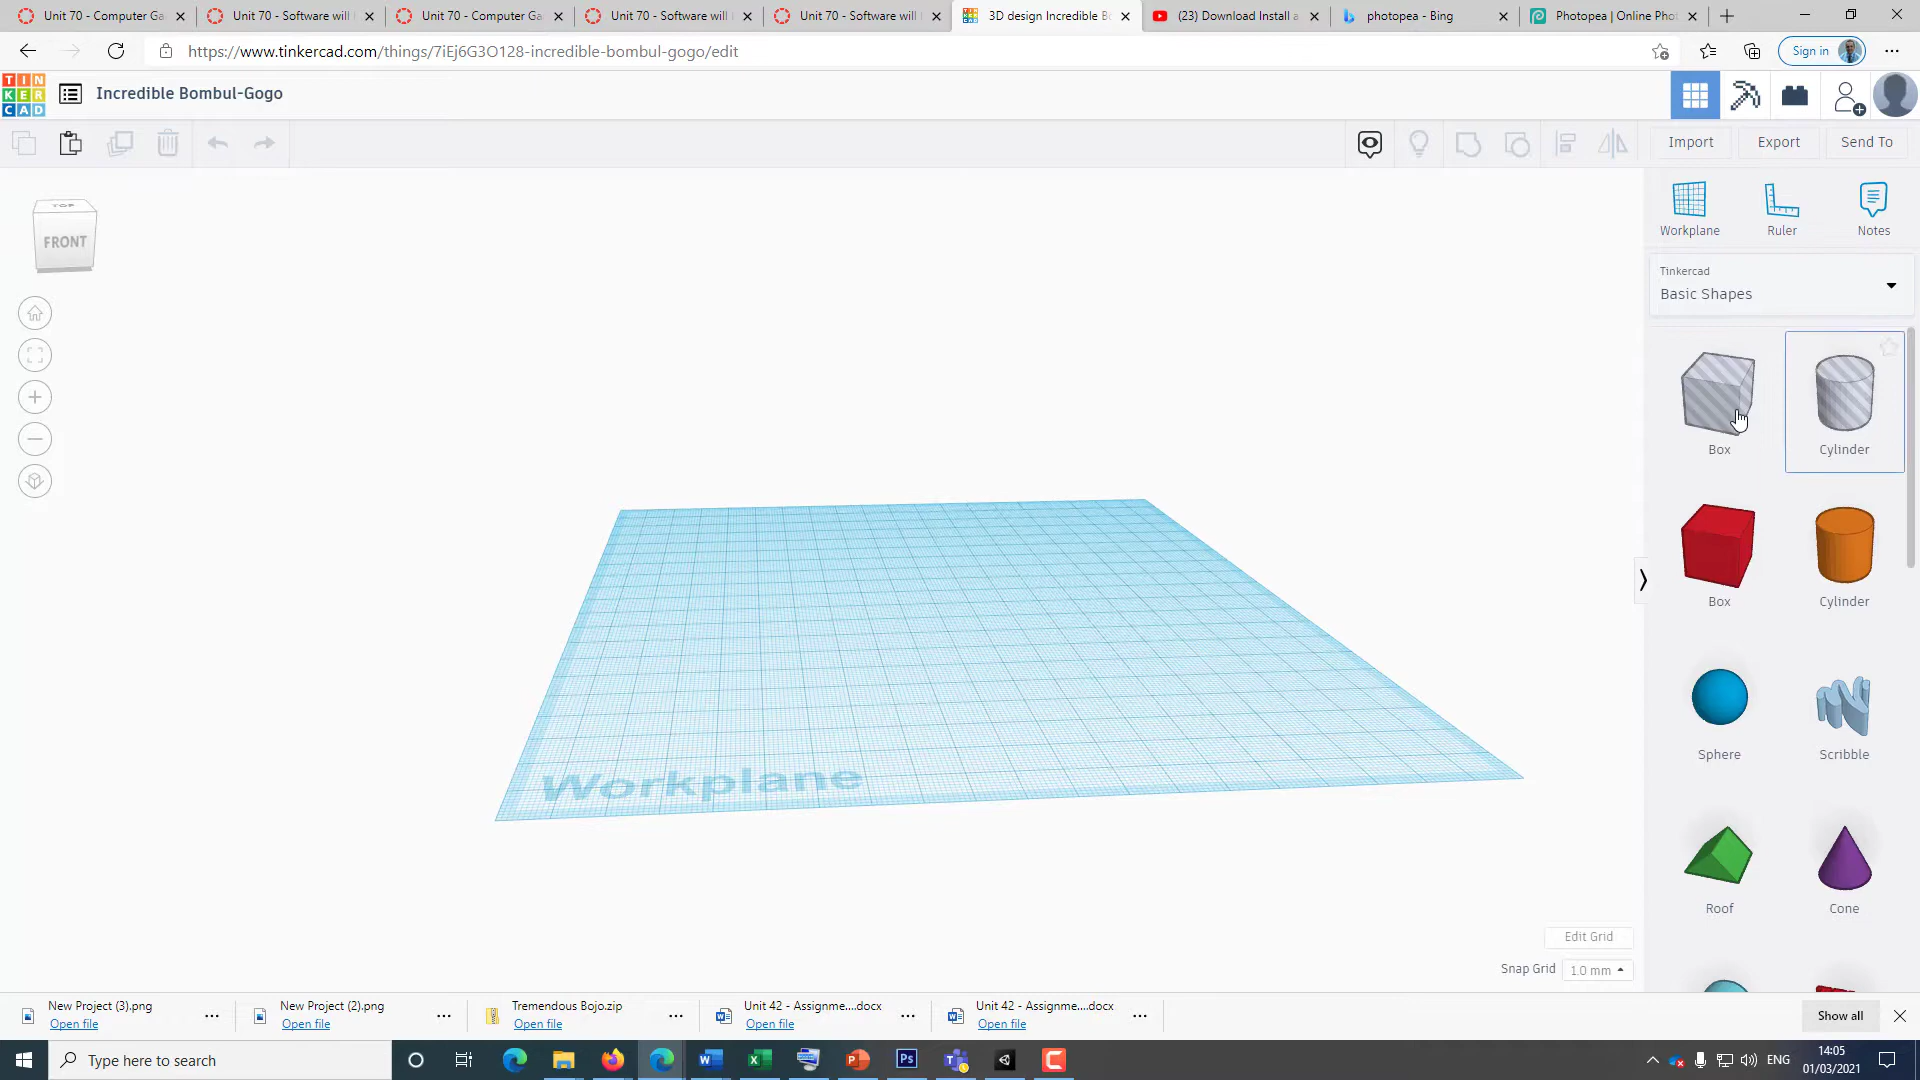 Unit 70 - Computer Ga
Unit 70 - Software will
Unit 70 - Computer Ga
Unit 70 - Software will
Unit 70 - Software will
3D design Incredible B
(23) Download Install a
photopea - Bing
Photopea | Online Pho
https://www.tinkercad.com/things/7iEj6G3O128-incredible-bombul-gogo/edit
Sign in
TIN
KER
CAD
Incredible Bombul-Gogo
Import
Export
Send To
TOP
FRONT
Workplane
Ruler
Notes
Tinkercad
Basic Shapes
Box
Cylinder
Box
Cylinder
Sphere
Scribble
Roof
Cone
Workplane
Edit Grid
Snap Grid
1.0 mm
New Project (3).png
Open file
New Project (2).png
Open file
Tremendous Bojo.zip
Open file
Unit 42 - Assignme....docx
Open file
Unit 42 - Assignme....docx
Open file
Show all
Type here to search
ENG
14:05
01/03/2021